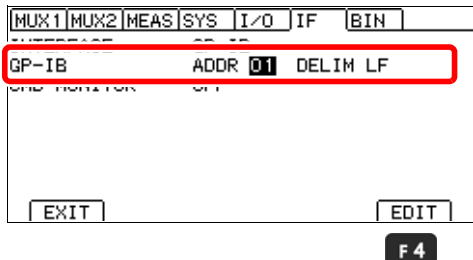 MUX1 MUX2 MEAS SYS I/O IF BIN
GP-IB ADDR 01 DELIM LF
EXIT EDIT
F4